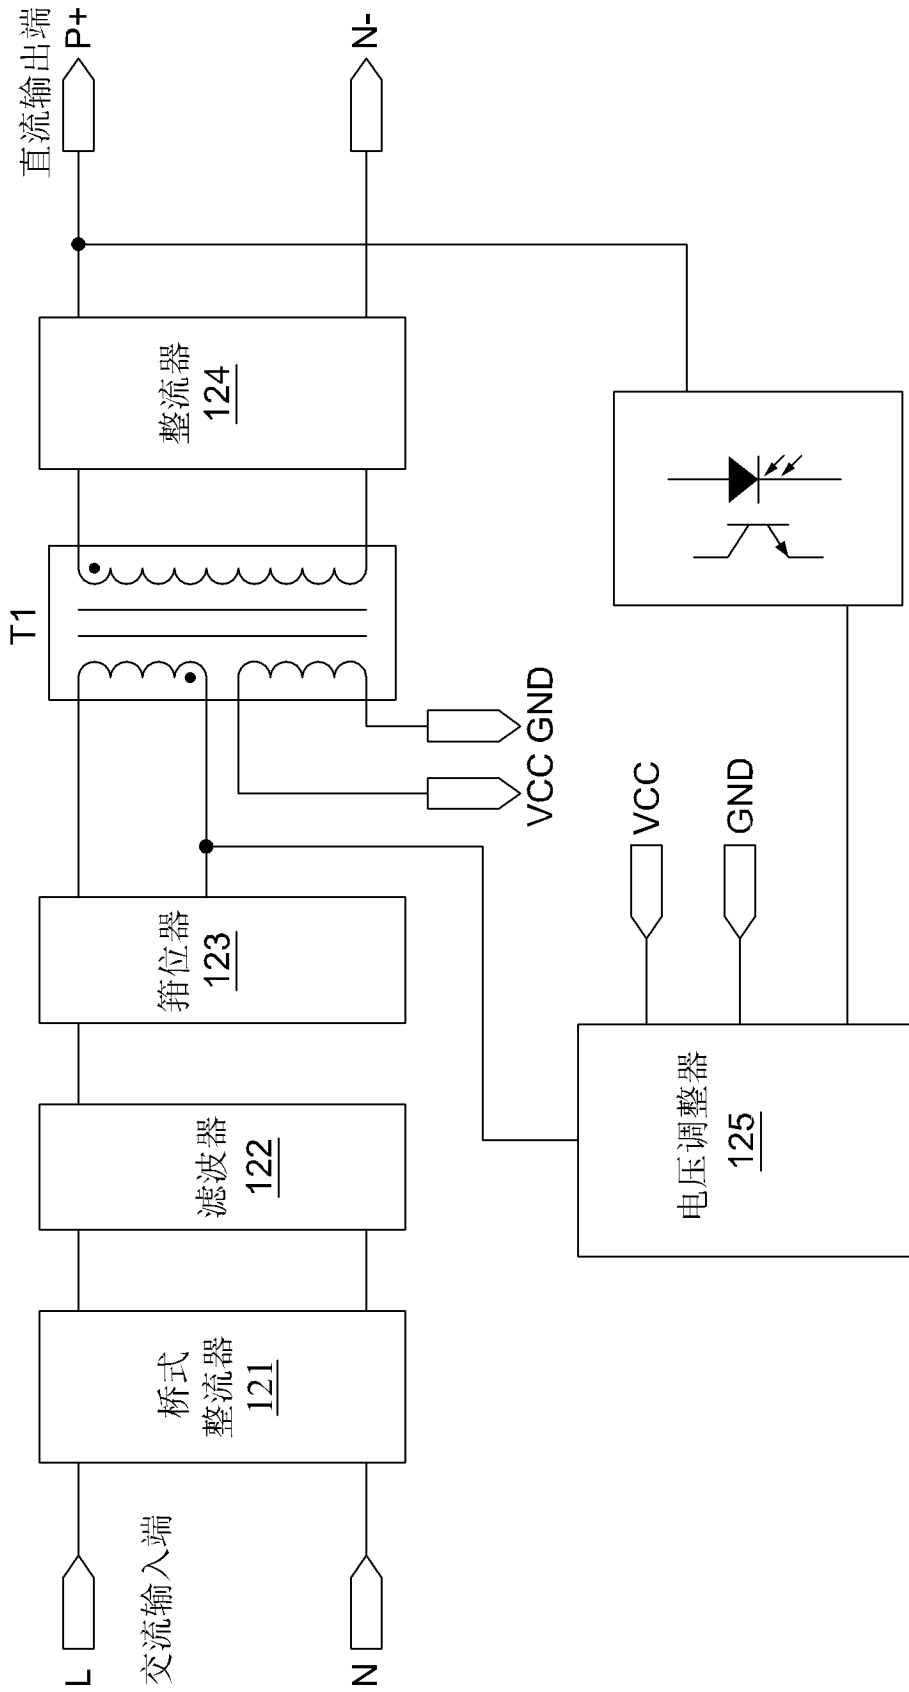 L
交流输入端
N
桥式
整流器
121
滤波器
122
箝位器
123
T1
VCC
GND
整流器
124
直流输出端
P+
N-
电压调整器
125
VCC
GND